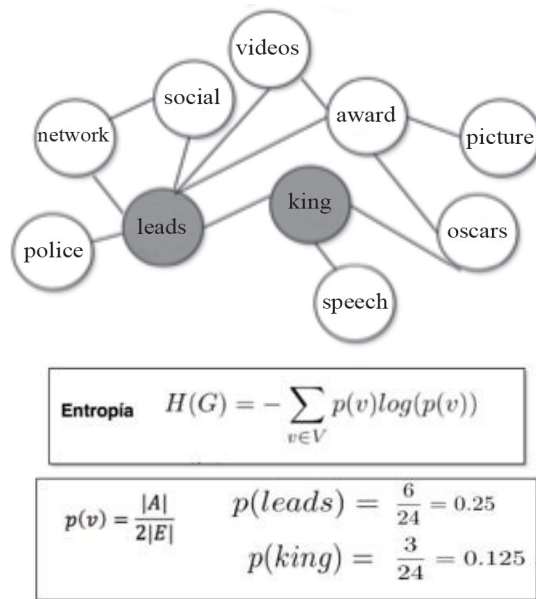 videos
social
award
network
picture
king
leads
oscars
police
speech
Entropía H(G) = − ∑ p(v)log(p(v))
v∈V
p(v) = |A| / 2|E|
p(leads) = 6/24 = 0.25
p(king) = 3/24 = 0.125